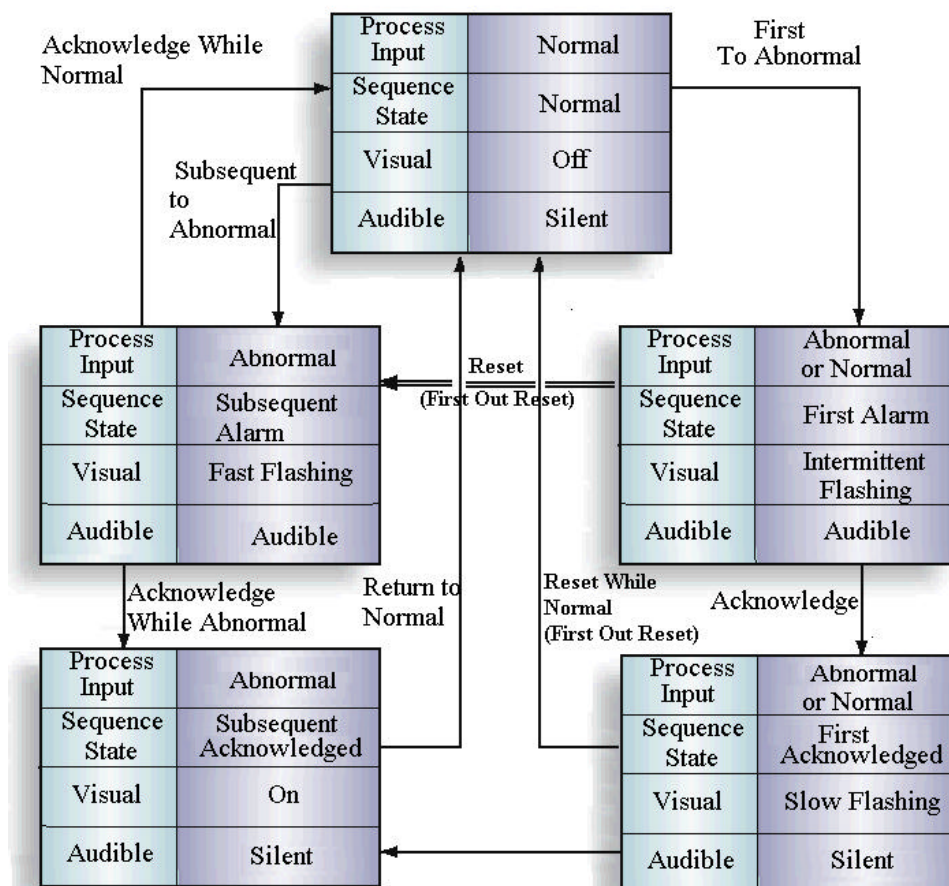 Acknowledge While
Normal
Process
Input
Normal
Sequence
State
Normal
Visual
Off
Audible
Silent
First
To Abnormal
Subsequent
to
Abnormal
Process
Input
Abnormal
Sequence
State
Subsequent
Alarm
Visual
Fast Flashing
Audible
Audible
Reset
(First Out Reset)
Process
Input
Abnormal
or Normal
Sequence
State
First Alarm
Visual
Intermittent
Flashing
Audible
Audible
Acknowledge
While Abnormal
Return to
Normal
Reset While
Normal
(First Out Reset)
Acknowledge
Process
Input
Abnormal
Sequence
State
Subsequent
Acknowledged
Visual
On
Audible
Silent
Process
Input
Abnormal
or Normal
Sequence
State
First
Acknowledged
Visual
Slow Flashing
Audible
Silent